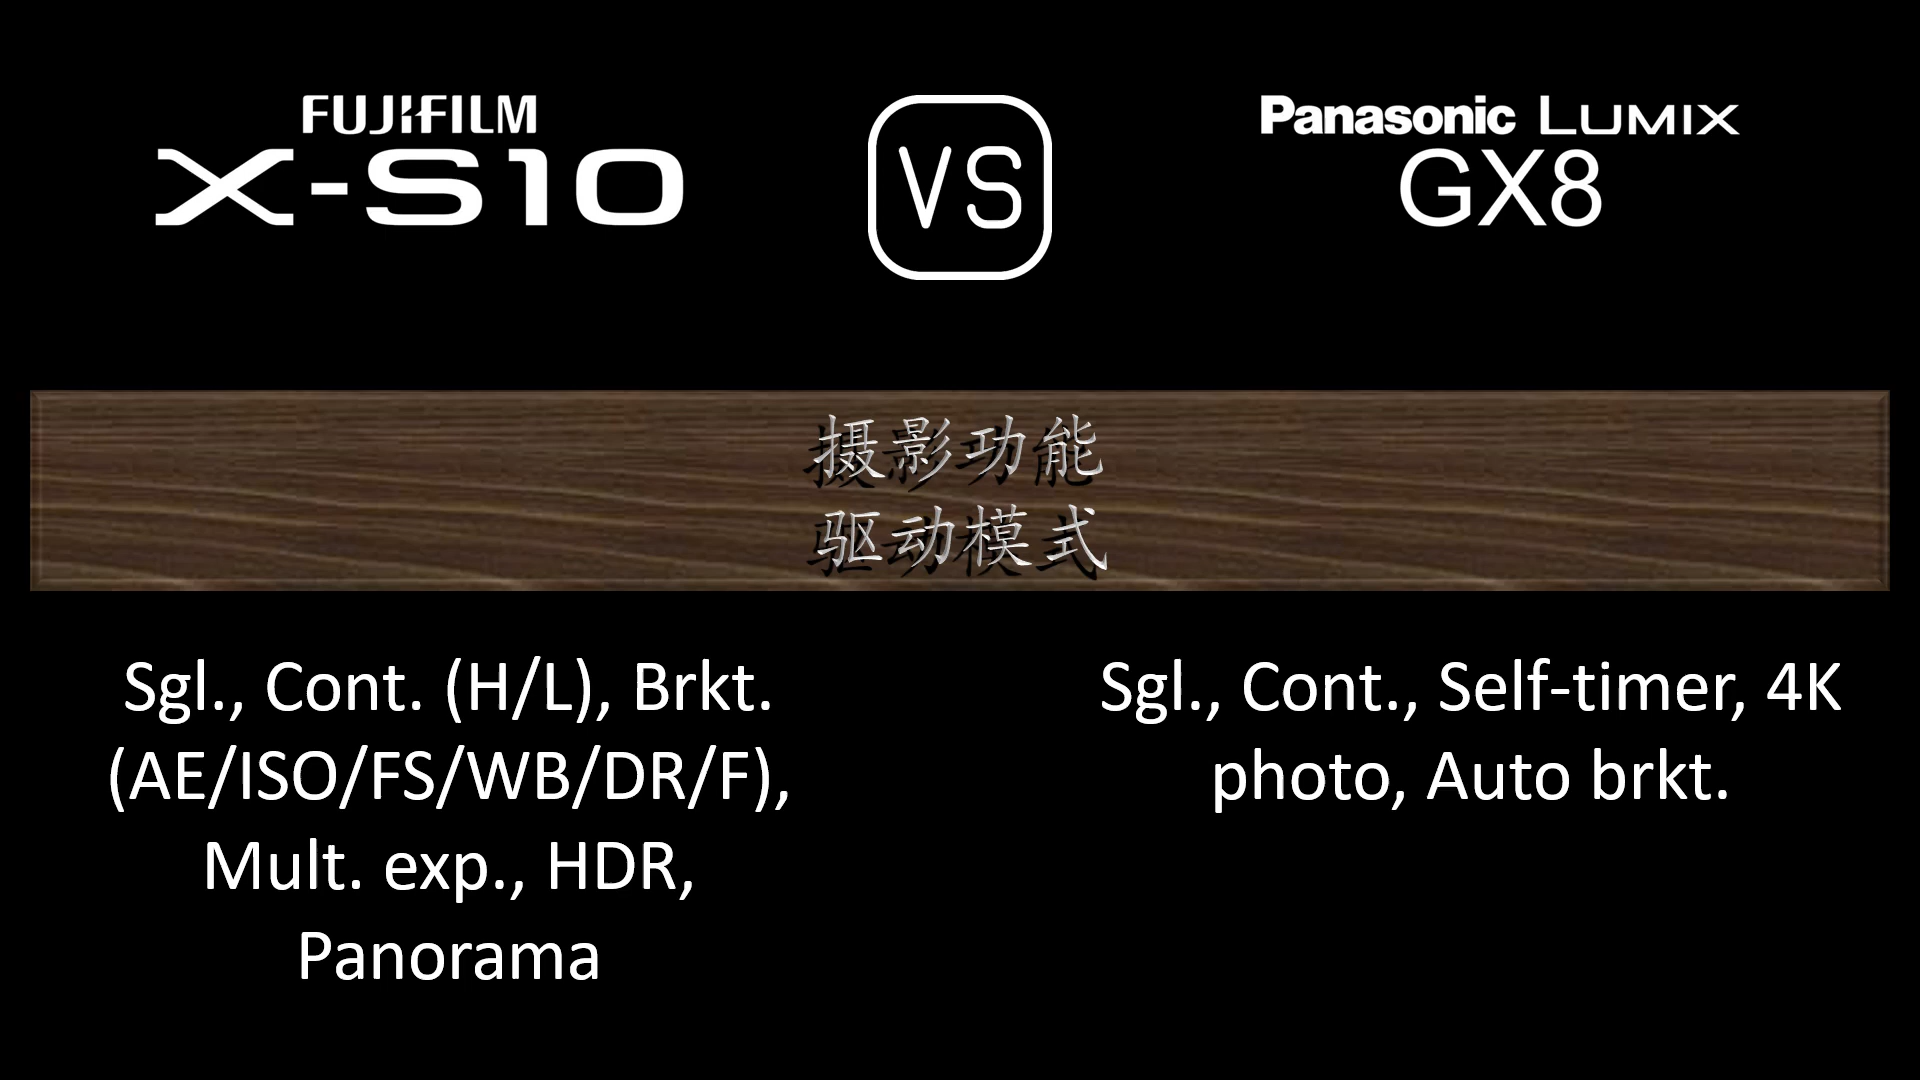 FUJIFILM
X-S10
VS
Panasonic LUMIX
GX8
摄影功能
驱动模式
Sgl., Cont. (H/L), Brkt.
(AE/ISO/FS/WB/DR/F),
Mult. exp., HDR,
Panorama
Sgl., Cont., Self-timer, 4K
photo, Auto brkt.